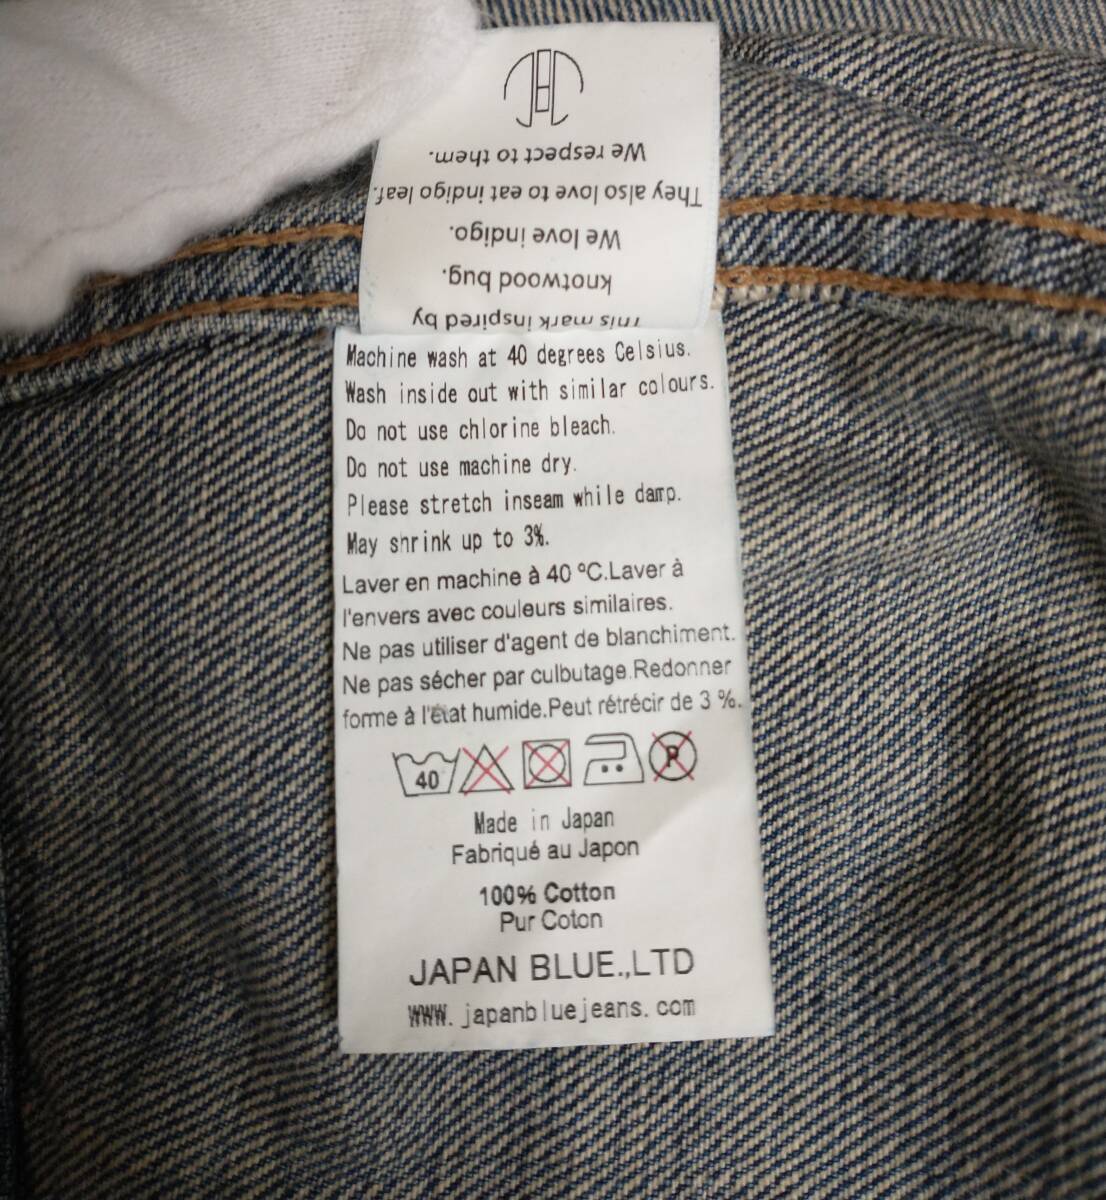 This mark inspired by
knotwood bug.
We love indigo.
They also love to eat indigo leaf.
We respect to them.
Machine wash at 40 degrees Celsius.
Wash inside out with similar colours.
Do not use chlorine bleach.
Do not use machine dry.
Please stretch inseam while damp.
May shrink up to 3%.
Laver en machine à 40 ºC.Laver à
l'envers avec couleurs similaires.
Ne pas utiliser d'agent de blanchiment.
Ne pas sécher par culbutage.Redonner
forme à l'état humide.Peut rétrécir de 3 %.
40 P
Made in Japan
Fabriqué au Japon
100% Cotton
Pur Coton
JAPAN BLUE.,LTD
WWW. japanbluejeans. com